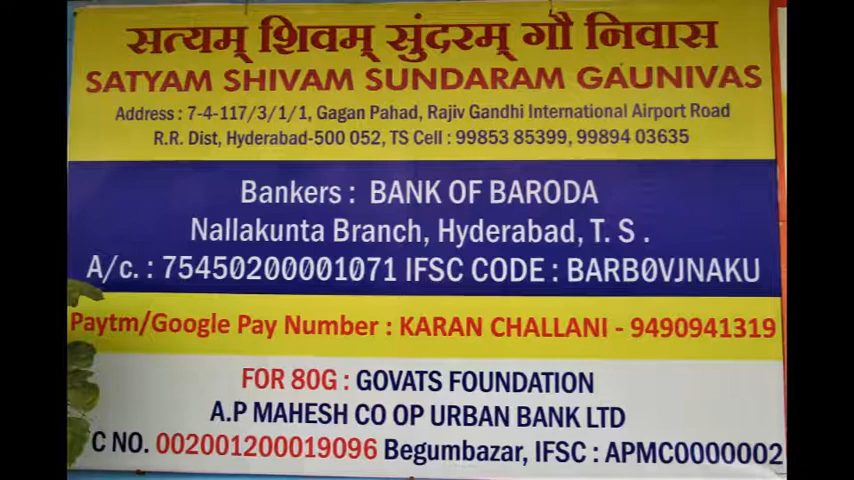 सत्यम् शिवम् सुंदरम् गौ निवास
SATYAM SHIVAM SUNDARAM GAUNIVAS
Address : 7-4-117/3/1/1, Gagan Pahad, Rajiv Gandhi International Airport Road
R.R. Dist, Hyderabad-500 052, TS Cell : 99853 85399, 99894 03635
Bankers : BANK OF BARODA
Nallakunta Branch, Hyderabad, T. S .
A/c. : 75450200001071 IFSC CODE : BARB0VJNAKU
Paytm/Google Pay Number : KARAN CHALLANI - 9490941319
FOR 80G : GOVATS FOUNDATION
A.P MAHESH CO OP URBAN BANK LTD
C NO. 002001200019096 Begumbazar, IFSC : APMC0000002